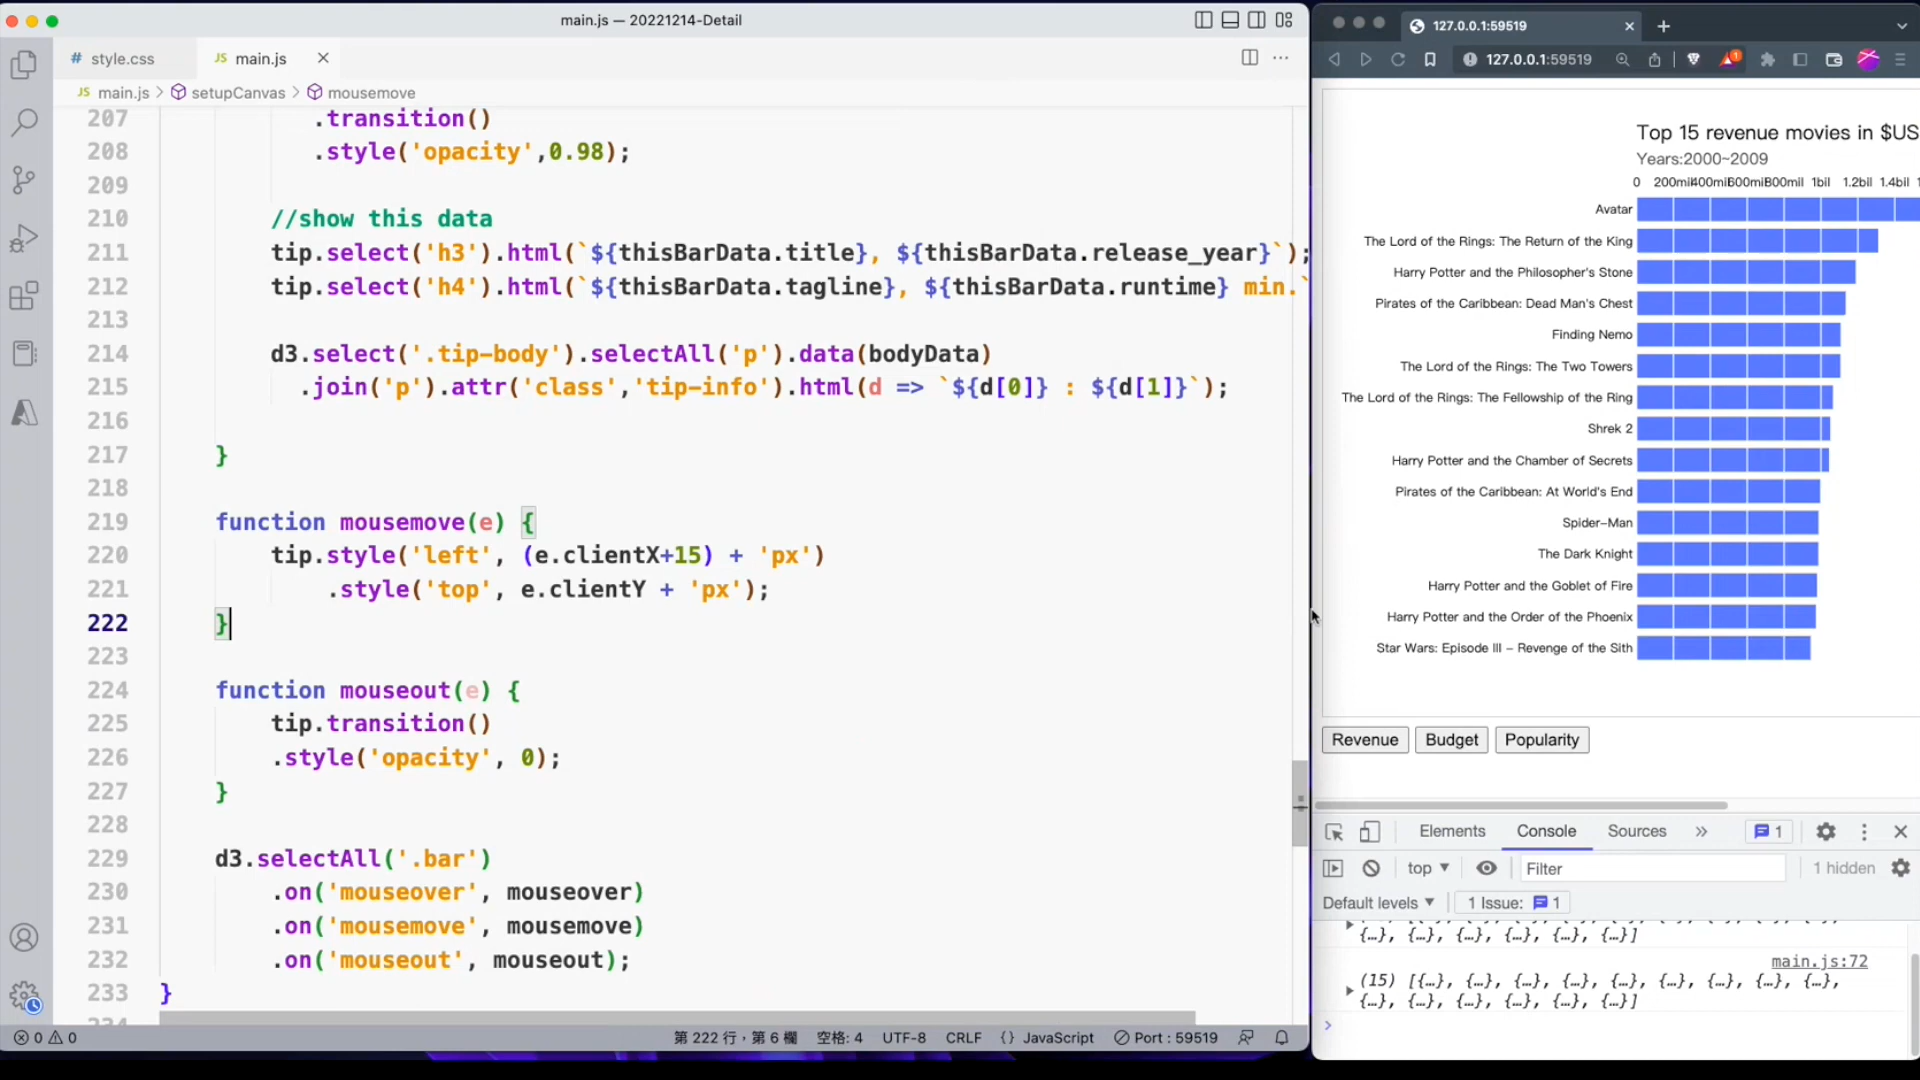 main.js — 20221214-Detail
# style.css
JS main.js
JS main.js > setupCanvas > mousemove
207 .transition()
208 .style('opacity',0.98);
209
210 //show this data
211 tip.select('h3').html(`${thisBarData.title}, ${thisBarData.release_year}`);
212 tip.select('h4').html(`${thisBarData.tagline}, ${thisBarData.runtime} min.`
213
214 d3.select('.tip-body').selectAll('p').data(bodyData)
215 .join('p').attr('class','tip-info').html(d => `${d[0]} : ${d[1]}`);
216
217 }
218
219 function mousemove(e) {
220 tip.style('left', (e.clientX+15) + 'px')
221 .style('top', e.clientY + 'px');
222 }
223
224 function mouseout(e) {
225 tip.transition()
226 .style('opacity', 0);
227 }
228
229 d3.selectAll('.bar')
230 .on('mouseover', mouseover)
231 .on('mousemove', mousemove)
232 .on('mouseout', mouseout);
233 }
0 0
第 222 行，第 6 欄 空格: 4 UTF-8 CRLF {} JavaScript Port : 59519
127.0.0.1:59519
127.0.0.1:59519
1
Top 15 revenue movies in $US
Years:2000~2009
0 200mil 400mil 600mil 800mil 1bil 1.2bil 1.4bil 1
Avatar
The Lord of the Rings: The Return of the King
Harry Potter and the Philosopher's Stone
Pirates of the Caribbean: Dead Man's Chest
Finding Nemo
The Lord of the Rings: The Two Towers
The Lord of the Rings: The Fellowship of the Ring
Shrek 2
Harry Potter and the Chamber of Secrets
Pirates of the Caribbean: At World's End
Spider-Man
The Dark Knight
Harry Potter and the Goblet of Fire
Harry Potter and the Order of the Phoenix
Star Wars: Episode III – Revenge of the Sith
Revenue Budget Popularity
Elements Console Sources » 1
top ▼ Filter 1 hidden
Default levels ▼ 1 Issue: 1
{…}, {…}, {…}, {…}, {…}, {…}]
main.js:72
(15) [{…}, {…}, {…}, {…}, {…}, {…}, {…}, {…}, {…},
{…}, {…}, {…}, {…}, {…}, {…}]
>